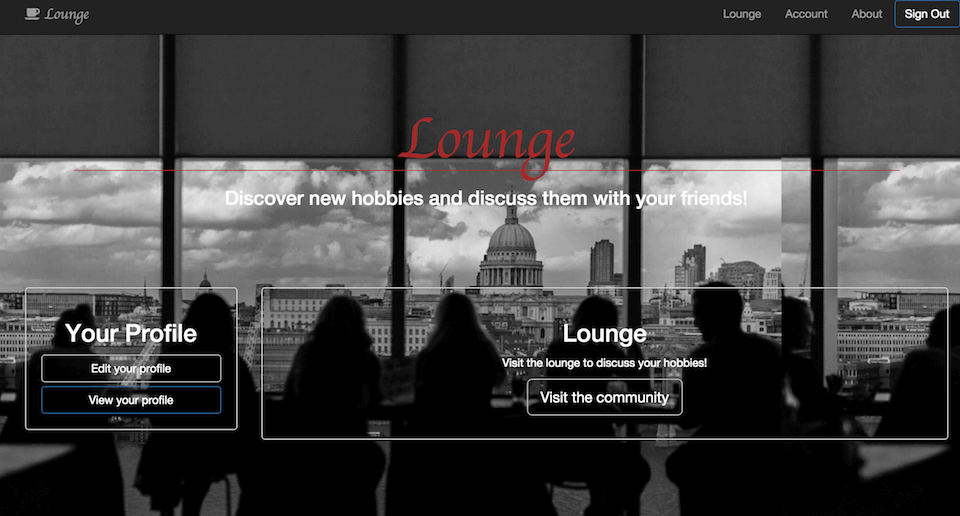 Lounge
Lounge Account About Sign Out
Lounge
Discover new hobbies and discuss them with your friends!
Your Profile
Edit your profile
View your profile
Lounge
Visit the lounge to discuss your hobbies!
Visit the community